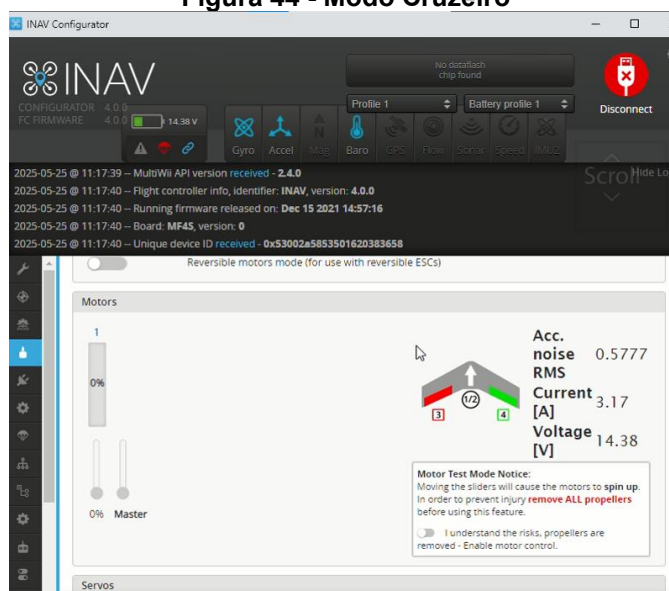 Figura 44 - Modo Cruzeiro
INAV Configurator
INAV
CONFIGURATOR 4.0.0
FC FIRMWARE 4.0.0
14.38 V
No dataflash
chip found
Profile 1
Battery profile 1
Disconnect
Gyro Accel Mag Baro GPS Flow Sonar Speed IMU2
Hide Lo
Scroll
2025-05-25 @ 11:17:39 -- MultiWii API version received - 2.4.0
2025-05-25 @ 11:17:40 -- Flight controller info, identifier: INAV, version: 4.0.0
2025-05-25 @ 11:17:40 -- Running firmware released on: Dec 15 2021 14:57:16
2025-05-25 @ 11:17:40 -- Board: MF4S, version: 0
2025-05-25 @ 11:17:40 -- Unique device ID received - 0x53002a5853501620383658
Reversible motors mode (for use with reversible ESCs)
Motors
1
0%
0% Master
3
1/2
4
Acc.
noise 0.5777
RMS
Current
[A] 3.17
Voltage
[V] 14.38
Motor Test Mode Notice:
Moving the sliders will cause the motors to spin up.
In order to prevent injury remove ALL propellers
before using this feature.
I understand the risks, propellers are
removed - Enable motor control.
Servos